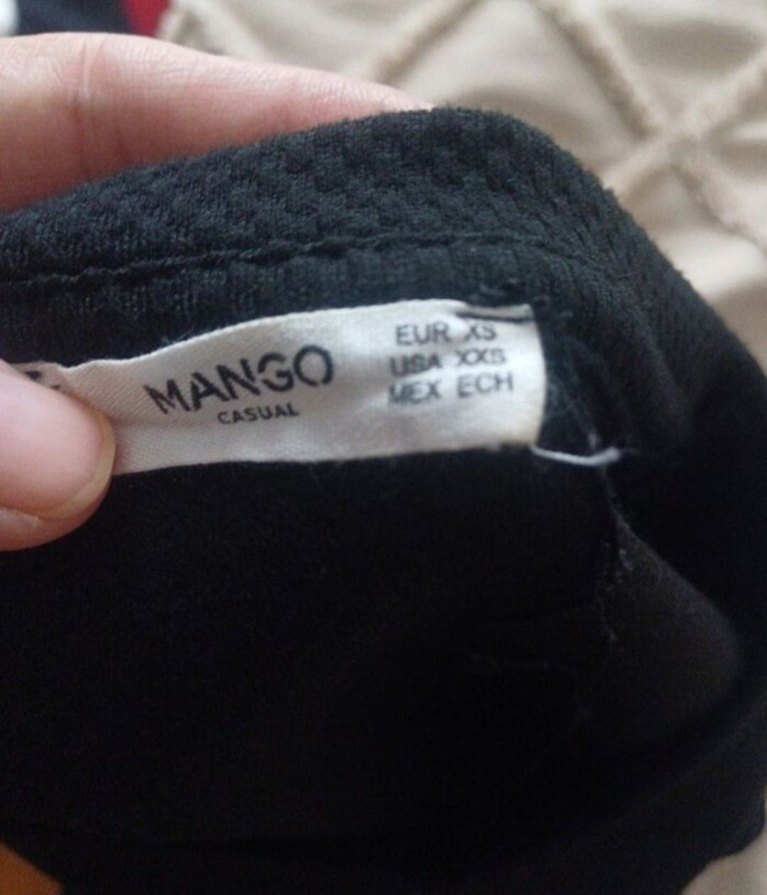 MANGO
CASUAL
EUR XS
USA XXS
MEX ECH